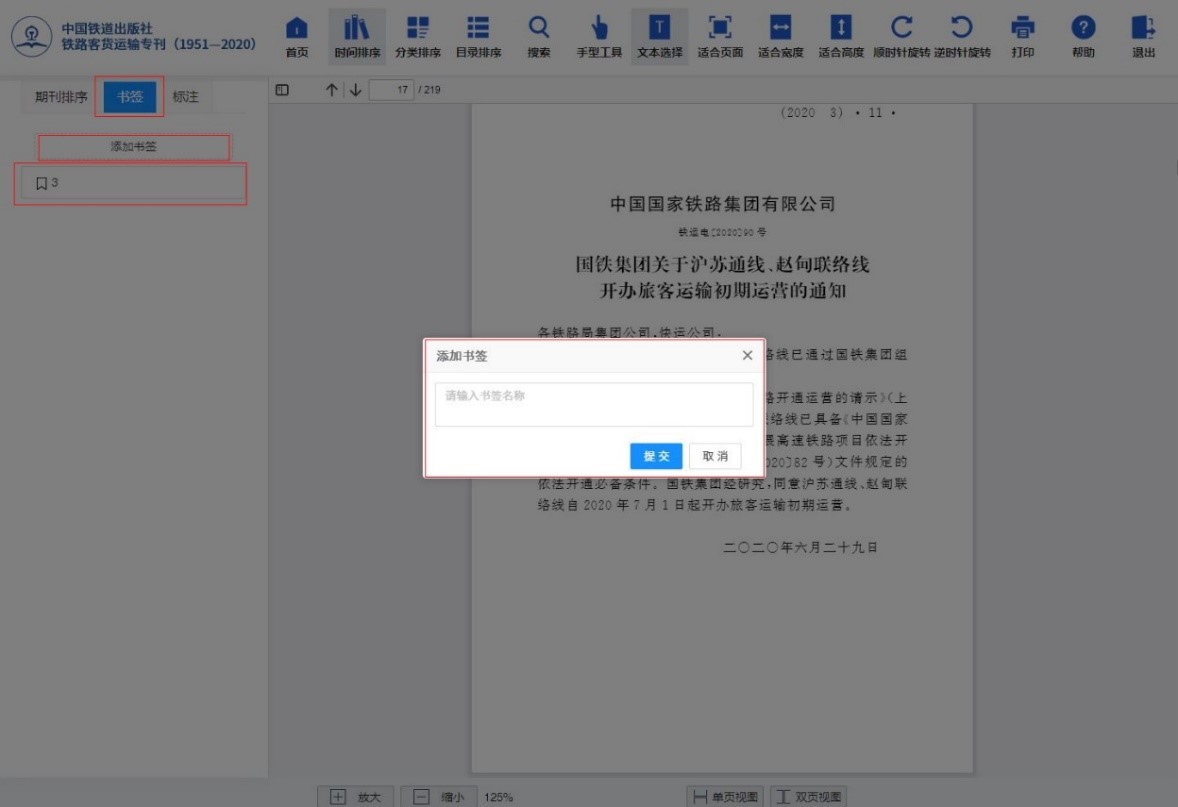 中国铁道出版社
铁路客货运输专刊（1951—2020）
首页
时间排序
分类排序
目录排序
搜索
手型工具
文本选择
适合页面
适合宽度
适合高度
顺时针旋转
逆时针旋转
打印
帮助
退出
期刊排序
书签
标注
17 / 219
添加书签
3
(2020 3) • 11 •
中国国家铁路集团有限公司
铁运电〔2020〕90 号
国铁集团关于沪苏通线、赵甸联络线
开办旅客运输初期运营的通知
各铁路局集团公司，快运公司：
络线已通过国铁集团组
路开通运营的请示》（上
络线已具备《中国国家
展高速铁路项目依法开
020〕82 号）文件规定的
依法开通必备条件。国铁集团经研究，同意沪苏通线、赵甸联
络线自 2020 年 7 月 1 日起开办旅客运输初期运营。
二〇二〇年六月二十九日
添加书签
请输入书签名称
提交
取消
放大
缩小
125%
单页视图
双页视图